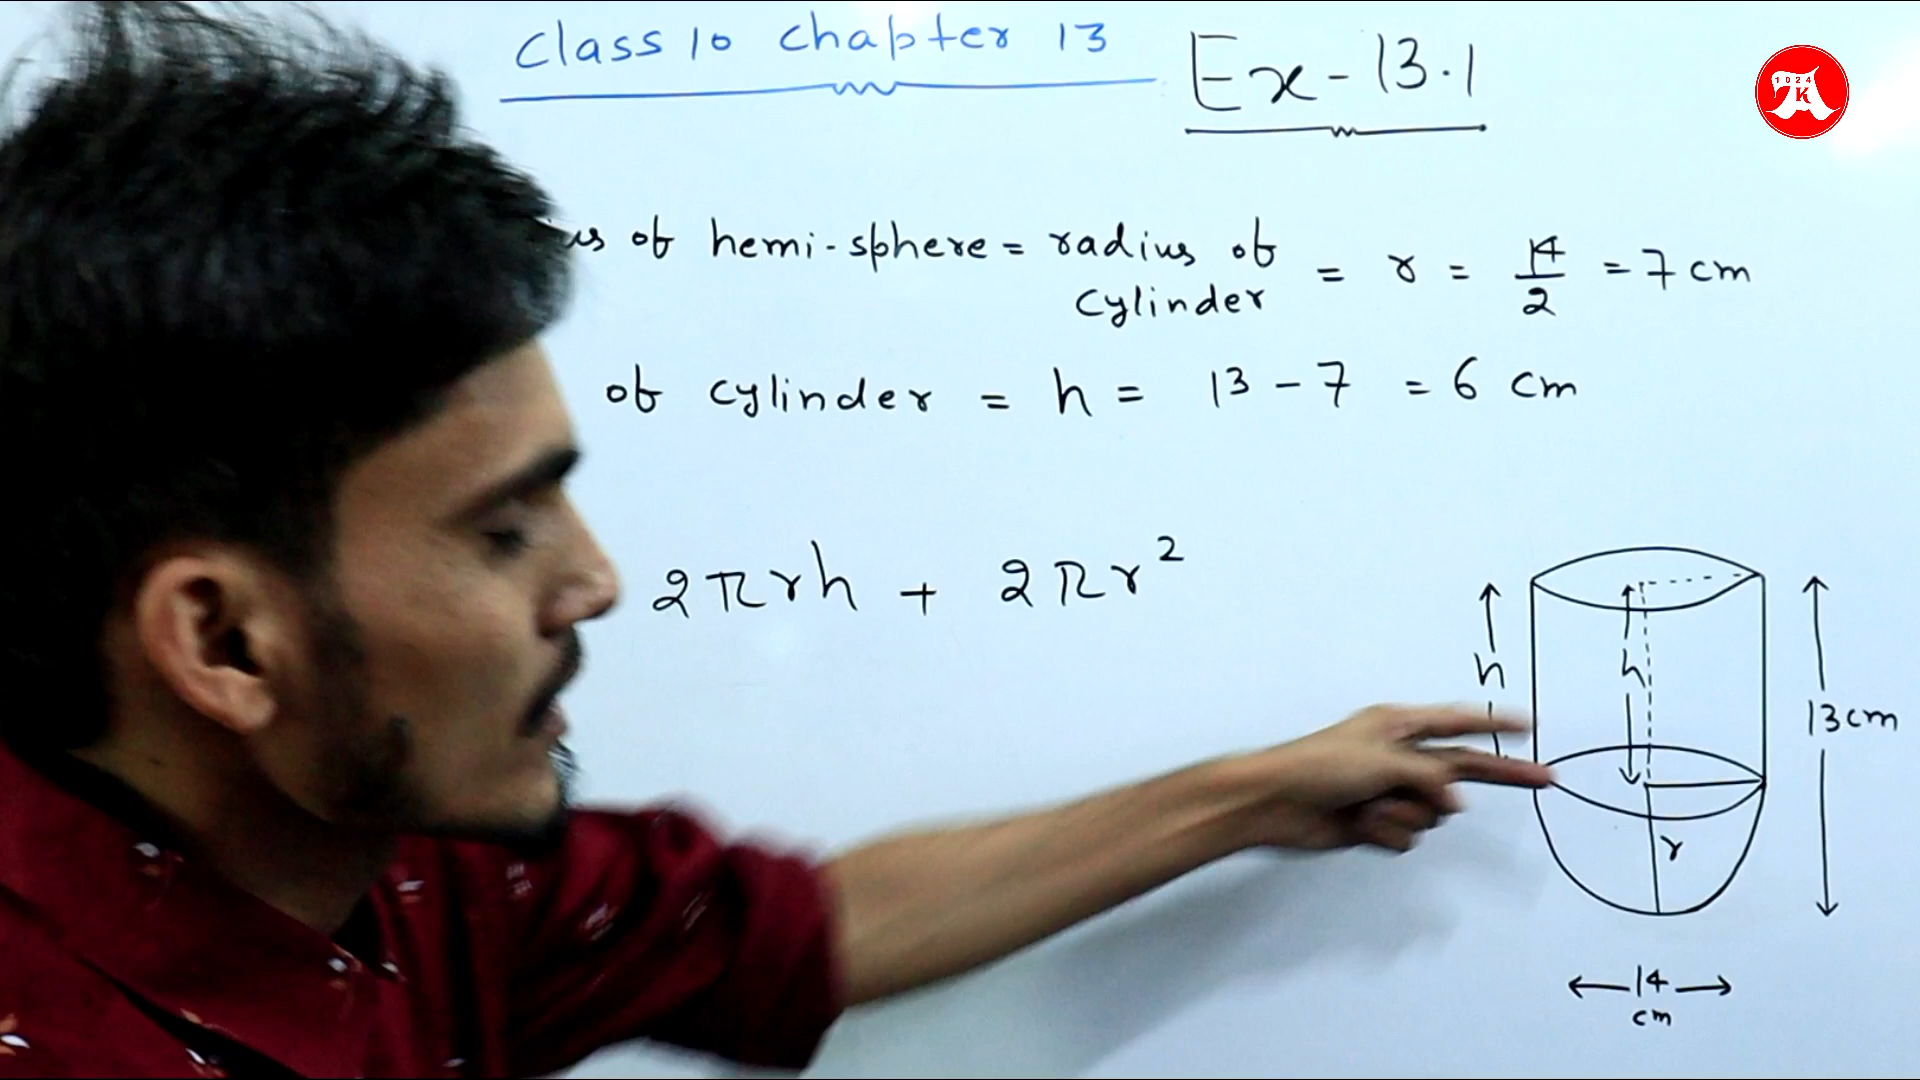 Class 10 Chapter 13
Ex-13.1
1024
K
of hemi-sphere = radius of cylinder = r = 14/2 = 7 cm
of cylinder = h = 13 - 7 = 6 cm
2πrh + 2πr²
h
h
13cm
r
14
cm